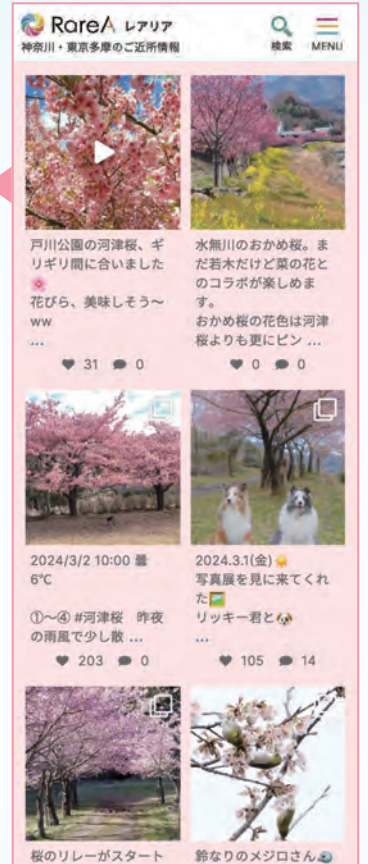 RareA レアリア
神奈川・東京多摩のご近所情報
検索
MENU
戸川公園の河津桜、ギ
リギリ間に合いました
🌸
花びら、美味しそう〜
ww
...
31 0
水無川のおかめ桜。ま
だ若木だけど菜の花と
のコラボが楽しめま
す。
おかめ桜の花色は河津
桜よりも更にピン ...
0 0
2024/3/2 10:00 曇
6℃
①〜④ #河津桜 昨夜
の雨風で少し散 ...
203 0
2024.3.1(金)☀️
写真展を見に来てくれ
た🖼️
リッキー君と🐶
...
105 14
桜のリレーがスタート
鈴なりのメジロさん🐦